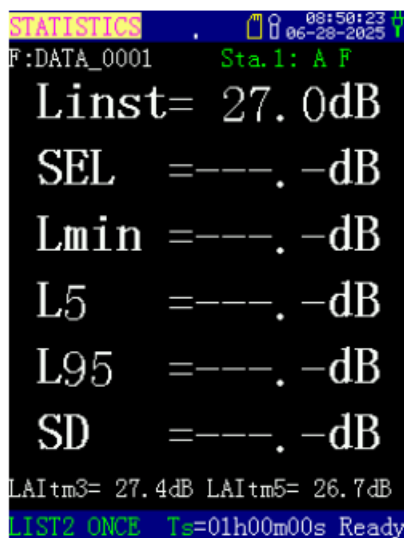 STATISTICS . 08:50:23
06-28-2025
F:DATA_0001 Sta.1: A F
Linst= 27.0dB
SEL =---.-dB
Lmin =---.-dB
L5 =---.-dB
L95 =---.-dB
SD =---.-dB
LAItm3= 27.4dB LAItm5= 26.7dB
LIST2 ONCE Ts=01h00m00s Ready